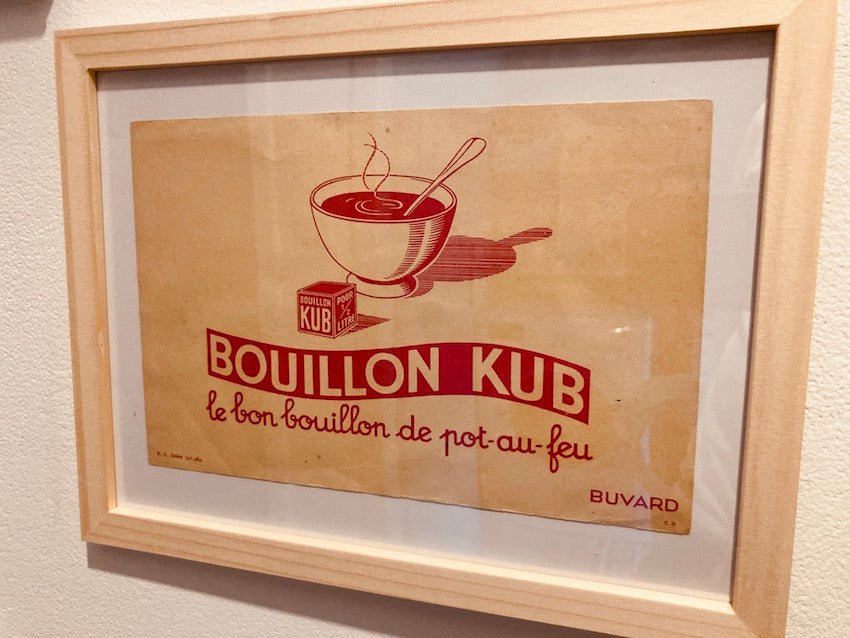 BOUILLON
KUB
POUR
1/2
LITRE
BOUILLON KUB
le bon bouillon de pot-au-feu
BUVARD